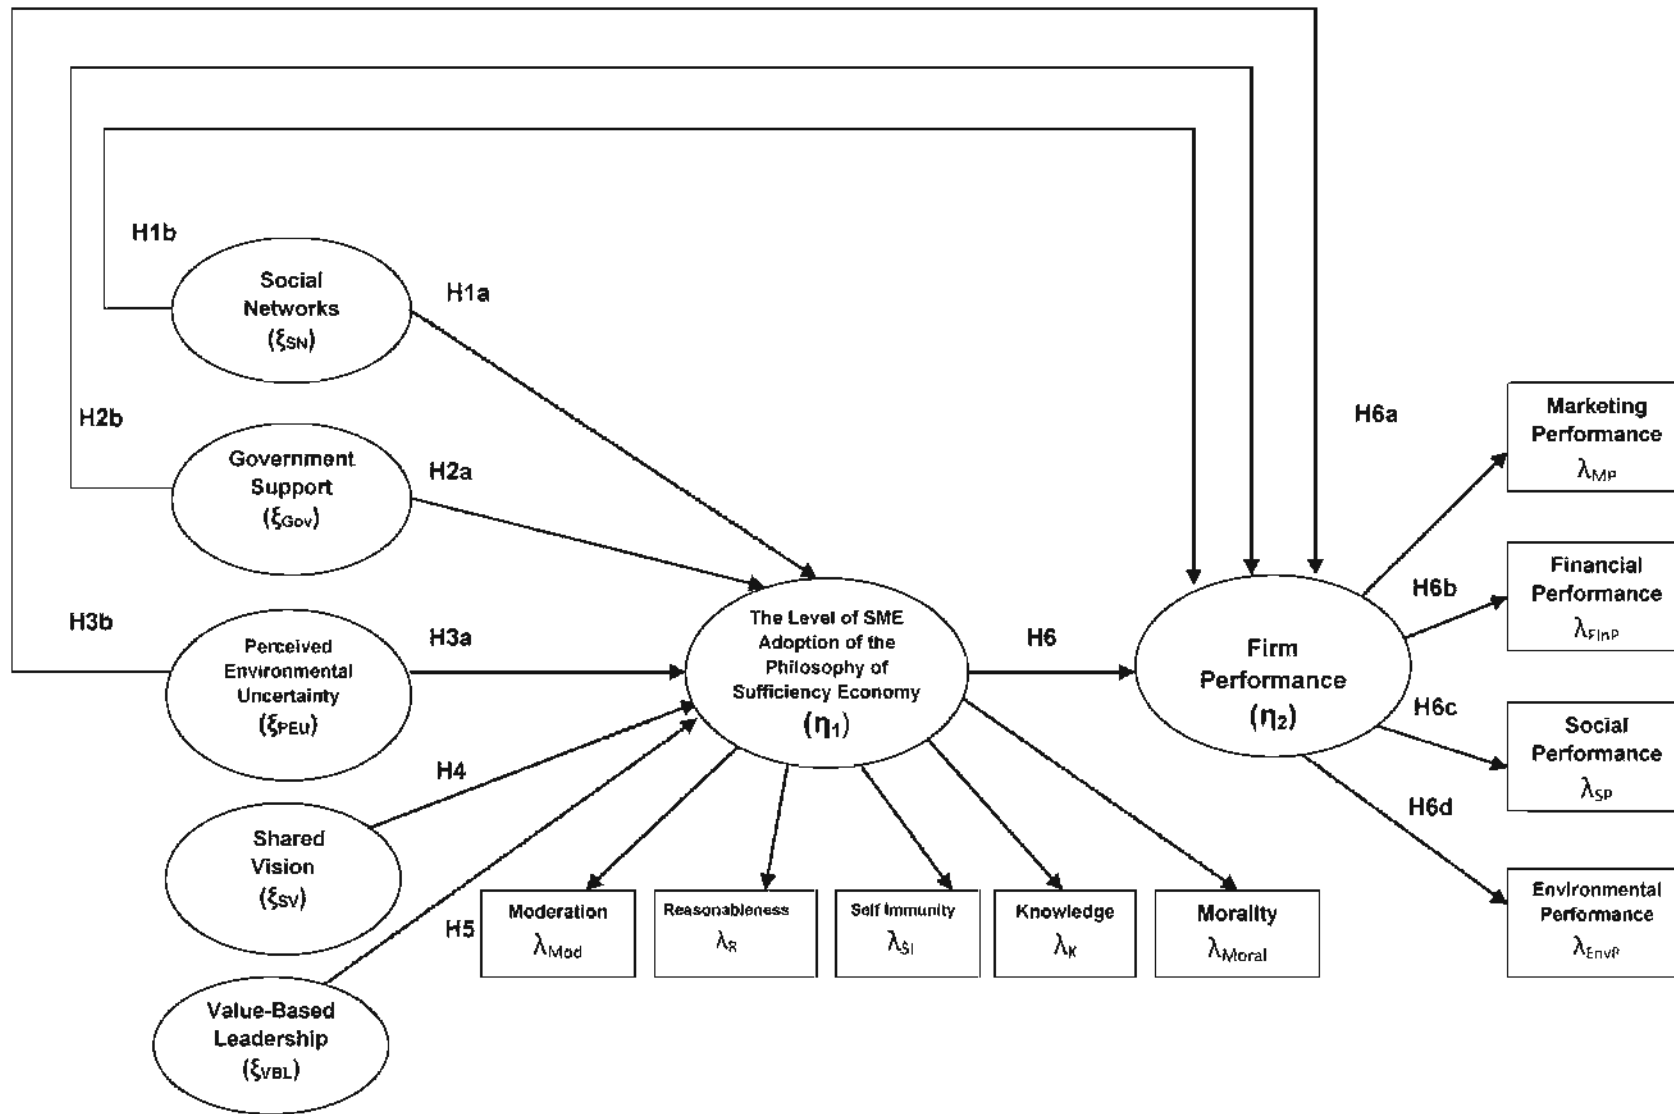 H1b
Social
Networks
(ξSN)
H1a
H2b
Government
Support
(ξGov)
H2a
H3b
Perceived
Environmental
Uncertainty
(ξPEU)
H3a
Shared
Vision
(ξSV)
H4
Value-Based
Leadership
(ξVBL)
H5
The Level of SME
Adoption of the
Philosophy of
Sufficiency Economy
(η1)
H6
Moderation
λMod
Reasonableness
λR
Self Immunity
λSI
Knowledge
λK
Morality
λMoral
Firm
Performance
(η2)
H6a
Marketing
Performance
λMP
H6b
Financial
Performance
λFinP
H6c
Social
Performance
λSP
H6d
Environmental
Performance
λEnvP